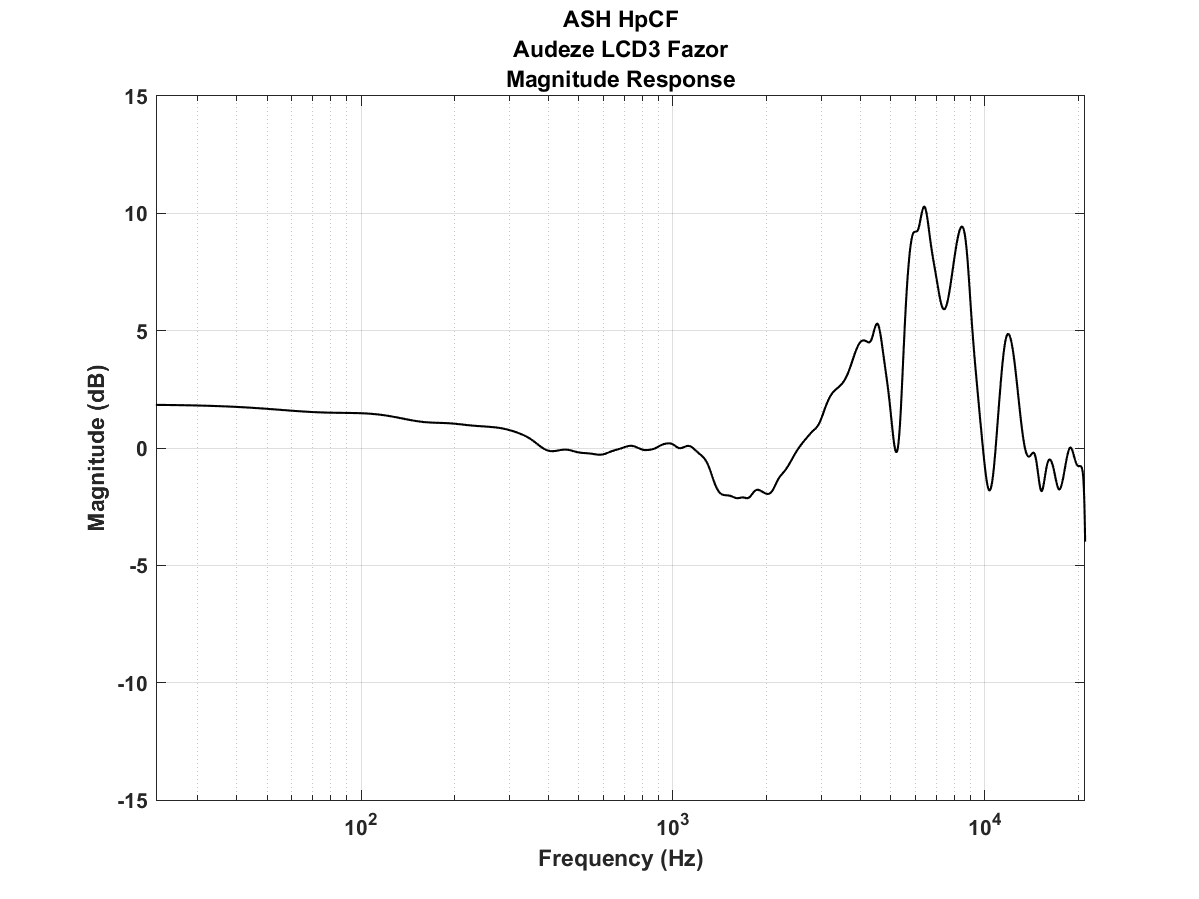 ASH HpCF
Audeze LCD3 Fazor
Magnitude Response
15
10
5
0
-5
-10
-15
Magnitude (dB)
10^2 10^3 10^4
Frequency (Hz)